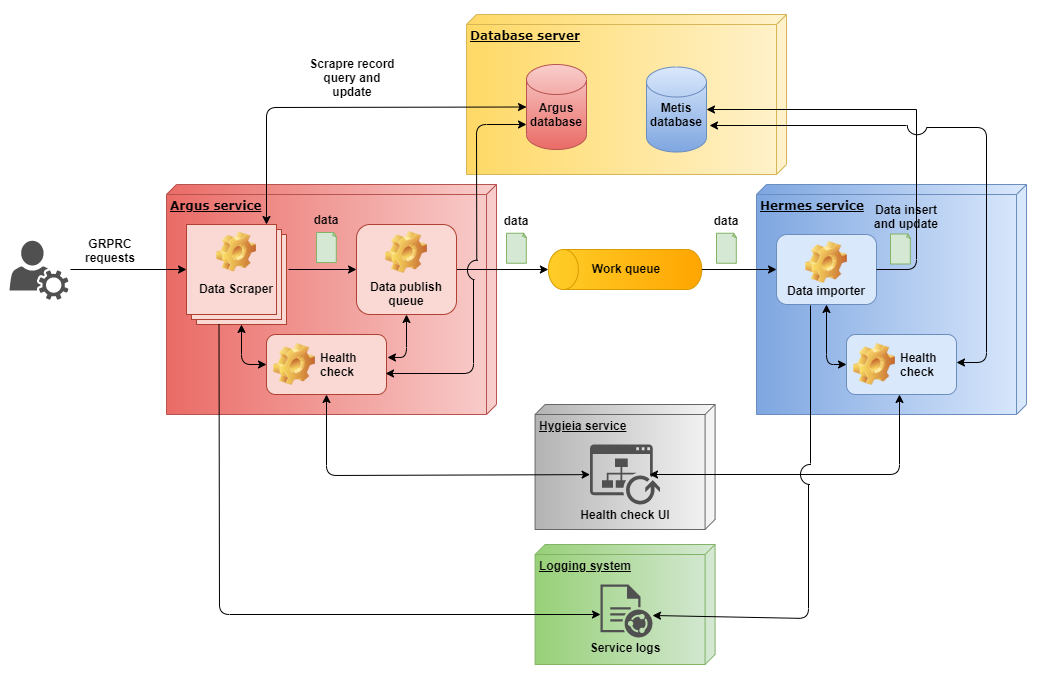 Database server
Scrapre record
query and
update
Argus
database
Metis
database
Argus service
Hermes service
data
data
data
Data insert
and update
GRPRC
requests
Data Scraper
Data publish
queue
Work queue
Data importer
Health
check
Health
check
Hygieia service
Health check UI
Logging system
Service logs